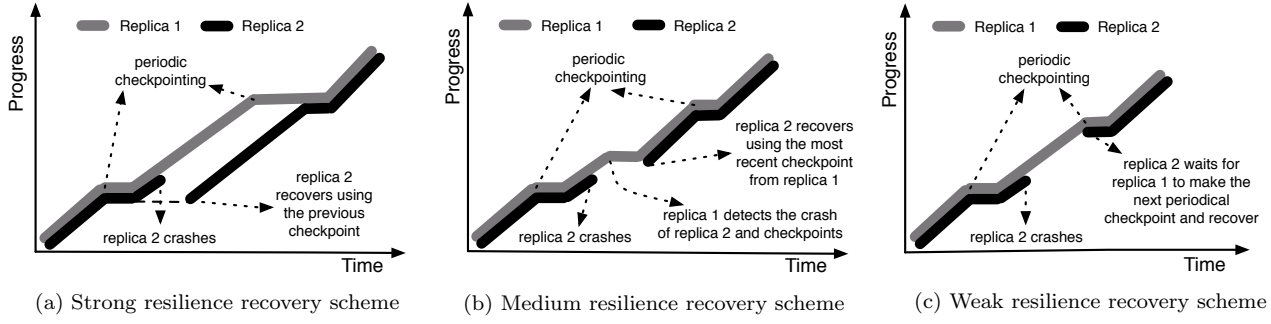 Replica 1
Replica 2
Progress
periodic
checkpointing
replica 2
recovers using
the previous
checkpoint
replica 2 crashes
Time
(a) Strong resilience recovery scheme
Replica 1
Replica 2
Progress
periodic
checkpointing
replica 2 recovers
using the most
recent checkpoint
from replica 1
replica 1 detects the crash
of replica 2 and checkpoints
replica 2 crashes
Time
(b) Medium resilience recovery scheme
Replica 1
Replica 2
Progress
periodic
checkpointing
replica 2 waits for
replica 1 to make the
next periodical
checkpoint and recover
replica 2 crashes
Time
(c) Weak resilience recovery scheme